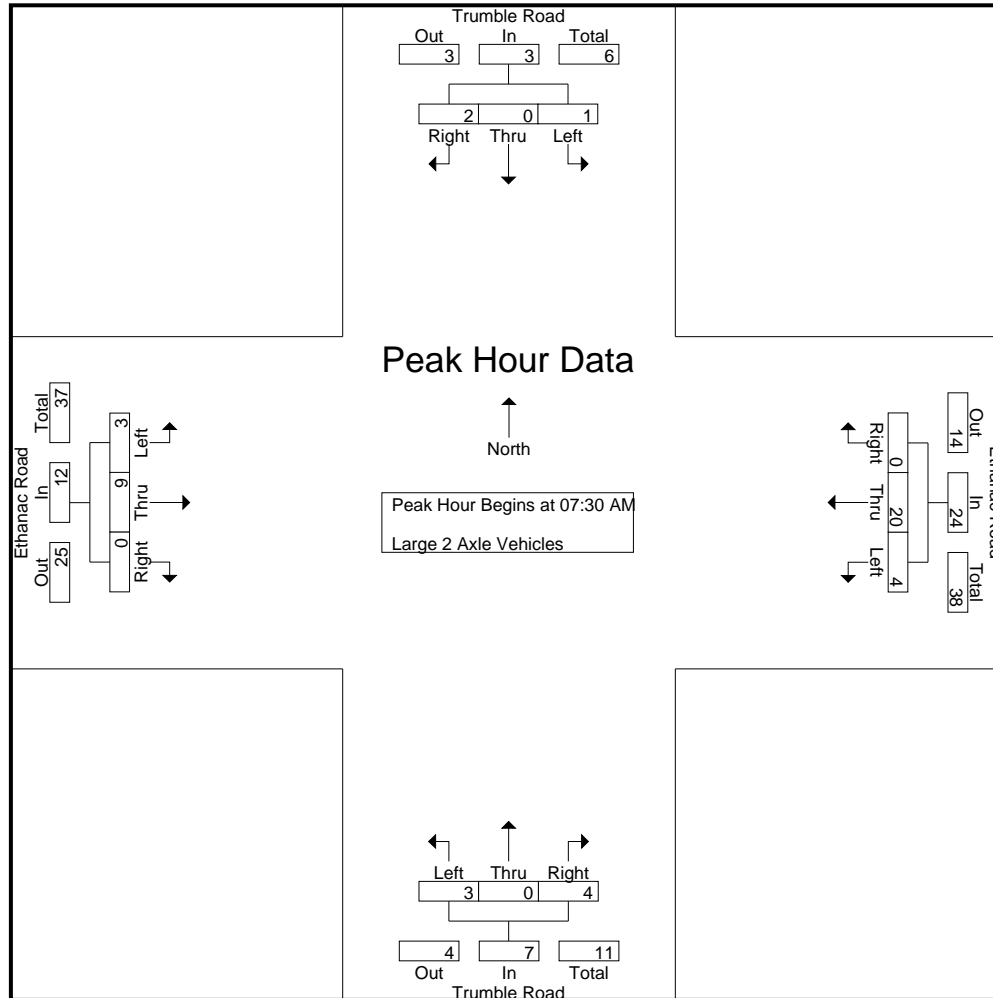 Trumble Road
Out In Total
3 3 6
2 0 1
Right Thru Left
Peak Hour Data
North
Peak Hour Begins at 07:30 AM
Large 2 Axle Vehicles
Ethanac Road
Total In Out
37 12 25
3 9 0
Left Thru Right
Right Thru Left
0 20 4
Out In Total
14 24 38
Ethanac Road
Left Thru Right
3 0 4
4 7 11
Out In Total
Trumble Road